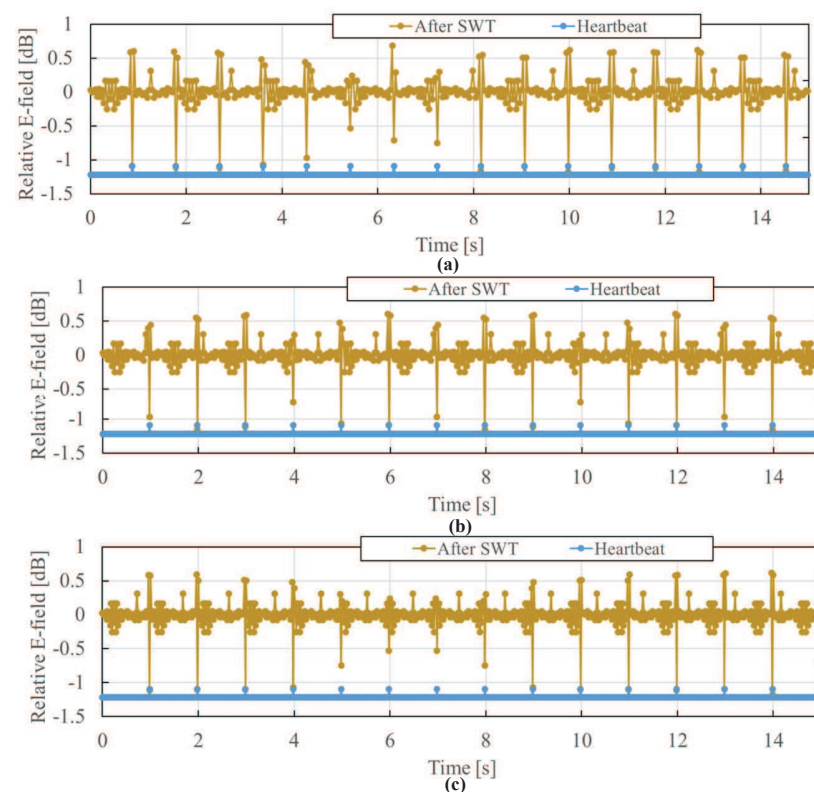 After SWT Heartbeat
Relative E-field [dB]
1
0.5
0
-0.5
-1
-1.5
0 2 4 6 8 10 12 14
Time [s]
(a)
After SWT Heartbeat
Relative E-field [dB]
1
0.5
0
-0.5
-1
-1.5
0 2 4 6 8 10 12 14
Time [s]
(b)
After SWT Heartbeat
Relative E-field [dB]
1
0.5
0
-0.5
-1
-1.5
0 2 4 6 8 10 12 14
Time [s]
(c)